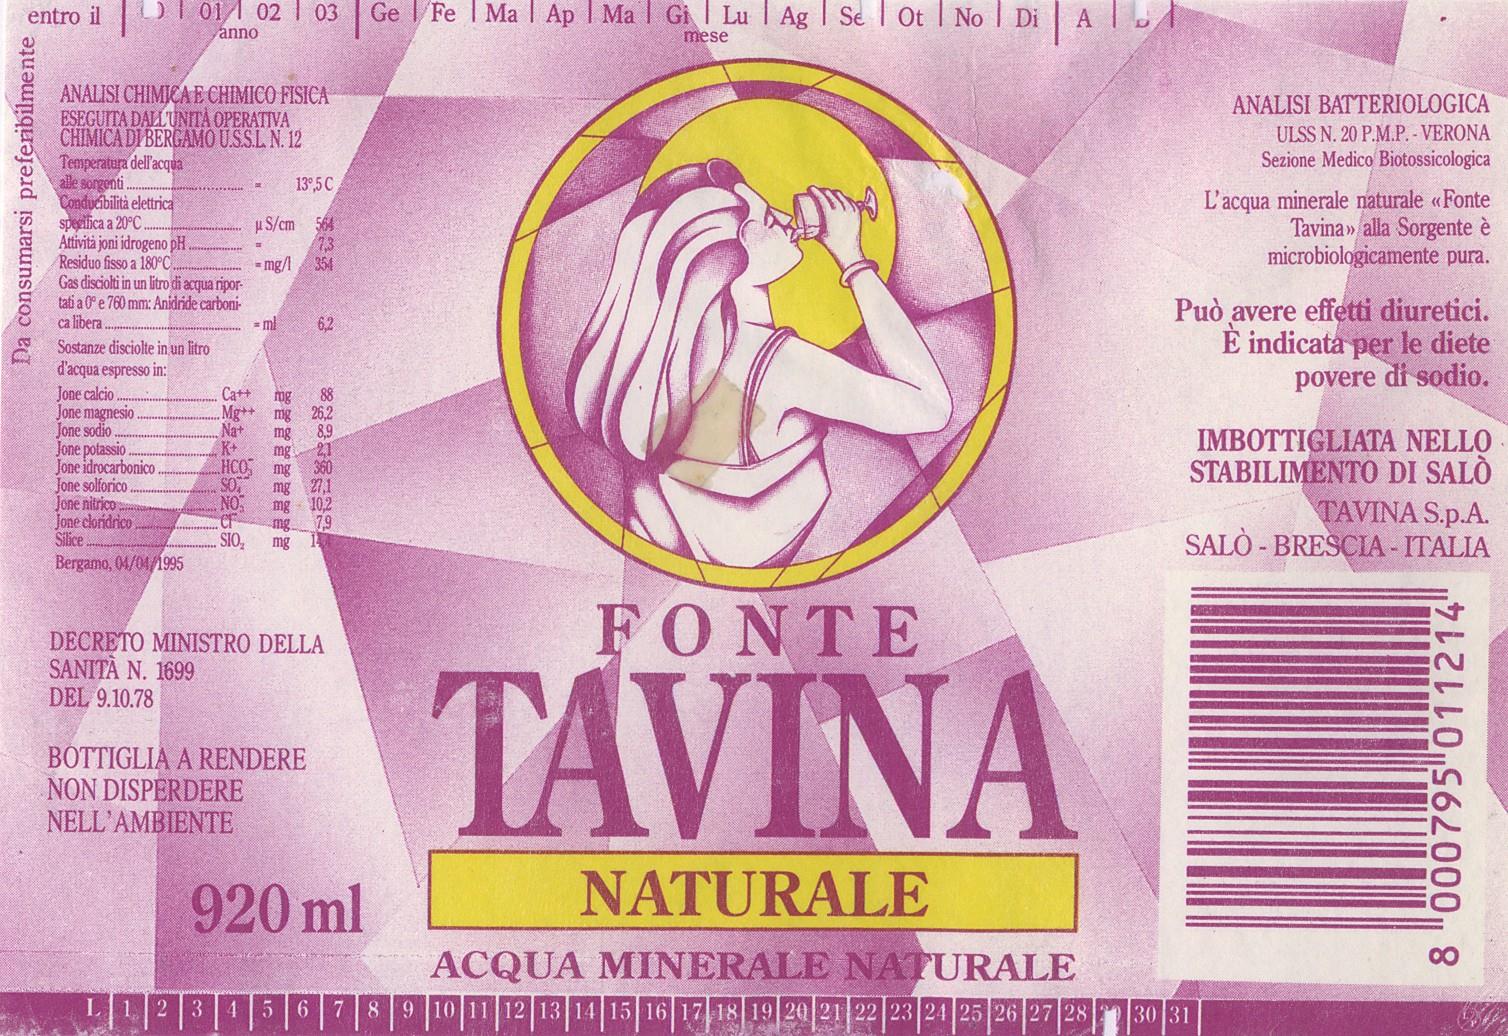 entro il 01 02 03 Ge Fe Ma Ap Ma Gi Lu Ag Se Ot No Di A B
anno mese
Da consumarsi preferibilmente
ANALISI CHIMICA E CHIMICO FISICA
ESEGUITA DALL'UNITÀ OPERATIVA
CHIMICA DI BERGAMO U.S.S.L. N. 12
Temperatura dell'acqua
alle sorgenti = 13°,5 C
Conducibilità elettrica
specifica a 20°C µ S/cm 564
Attività joni idrogeno pH = 7,3
Residuo fisso a 180°C = mg/l 354
Gas disciolti in un litro di acqua ripor-
tati a 0° e 760 mm: Anidride carboni-
ca libera = ml 6,2
Sostanze disciolte in un litro
d'acqua espresso in:
Jone calcio Ca++ mg 88
Jone magnesio Mg++ mg 26,2
Jone sodio Na+ mg 8,9
Jone potassio K+ mg 2,1
Jone idrocarbonico HCO₃⁻ mg 360
Jone solforico SO₄⁻⁻ mg 27,1
Jone nitrico NO₃⁻ mg 10,2
Jone cloridrico Cl⁻ mg 7,9
Silice SIO₂ mg
Bergamo, 04/04/1995
DECRETO MINISTRO DELLA
SANITÀ N. 1699
DEL 9.10.78
BOTTIGLIA A RENDERE
NON DISPERDERE
NELL'AMBIENTE
920 ml
FONTE
TAVINA
NATURALE
ACQUA MINERALE NATURALE
ANALISI BATTERIOLOGICA
ULSS N. 20 P.M.P. - VERONA
Sezione Medico Biotossicologica
L'acqua minerale naturale «Fonte
Tavina» alla Sorgente è
microbiologicamente pura.
Può avere effetti diuretici.
È indicata per le diete
povere di sodio.
IMBOTTIGLIATA NELLO
STABILIMENTO DI SALÒ
TAVINA S.p.A.
SALÒ - BRESCIA - ITALIA
8 000795 011214
L 1 2 3 4 5 6 7 8 9 10 11 12 13 14 15 16 17 18 19 20 21 22 23 24 25 26 27 28 30 31